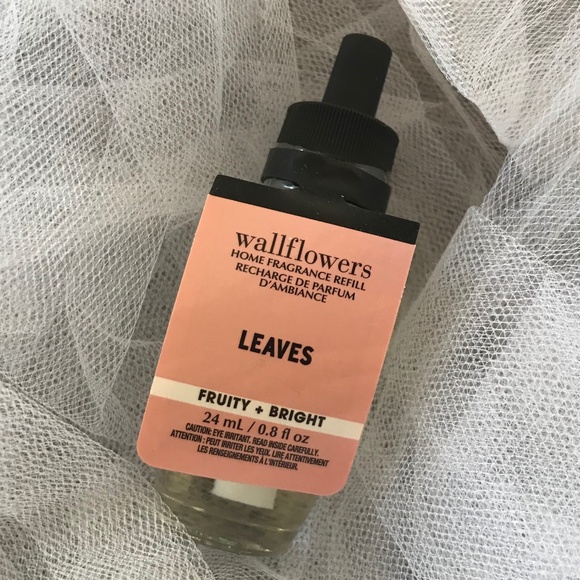 wallflowers
HOME FRAGRANCE REFILL
RECHARGE DE PARFUM
D'AMBIANCE
LEAVES
FRUITY + BRIGHT
24 mL / 0.8 fl oz
CAUTION: EYE IRRITANT. READ INSIDE CAREFULLY.
ATTENTION : PEUT IRRITER LES YEUX. LIRE ATTENTIVEMENT
LES RENSEIGNEMENTS À L'INTÉRIEUR.